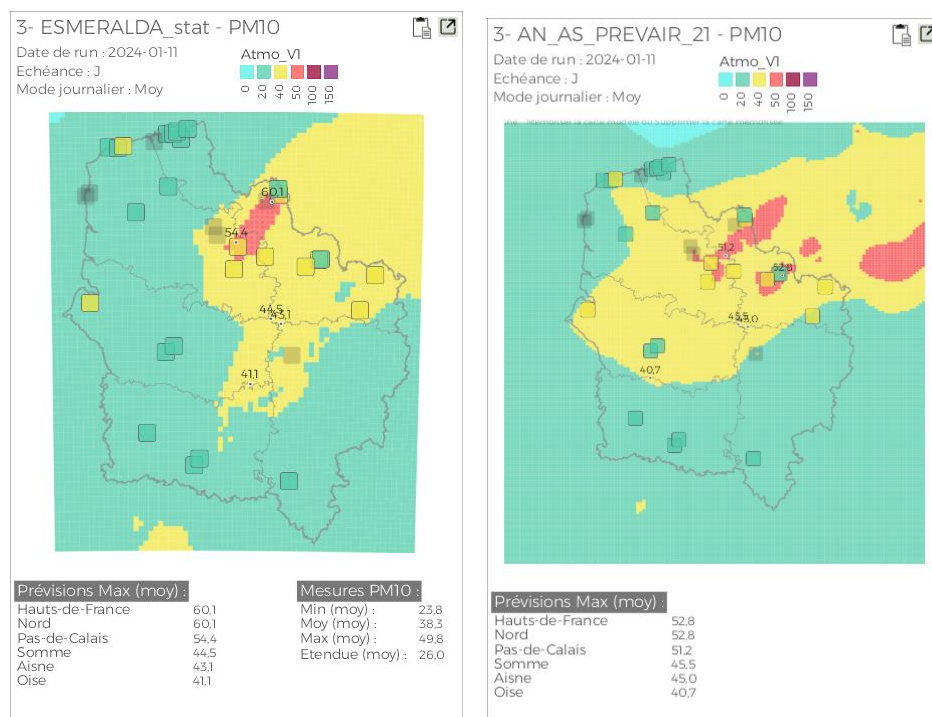 3- ESMERALDA_stat - PM10
Date de run : 2024-01-11
Echéance : J
Mode journalier : Moy
Atmo_V1
0
20
40
50
100
150
60,1
54,4
44,5
43,1
41,1
Prévisions Max (moy) :
Hauts-de-France 60,1
Nord 60,1
Pas-de-Calais 54,4
Somme 44,5
Aisne 43,1
Oise 41,1
Mesures PM10 :
Min (moy) : 23,8
Moy (moy) : 38,3
Max (moy) : 49,8
Etendue (moy) : 26,0
3- AN_AS_PREVAIR_21 - PM10
Date de run : 2024-01-11
Echéance : J
Mode journalier : Moy
Atmo_V1
0
20
40
50
100
150
51,2
52,8
45,5
45,0
40,7
Prévisions Max (moy) :
Hauts-de-France 52,8
Nord 52,8
Pas-de-Calais 51,2
Somme 45,5
Aisne 45,0
Oise 40,7